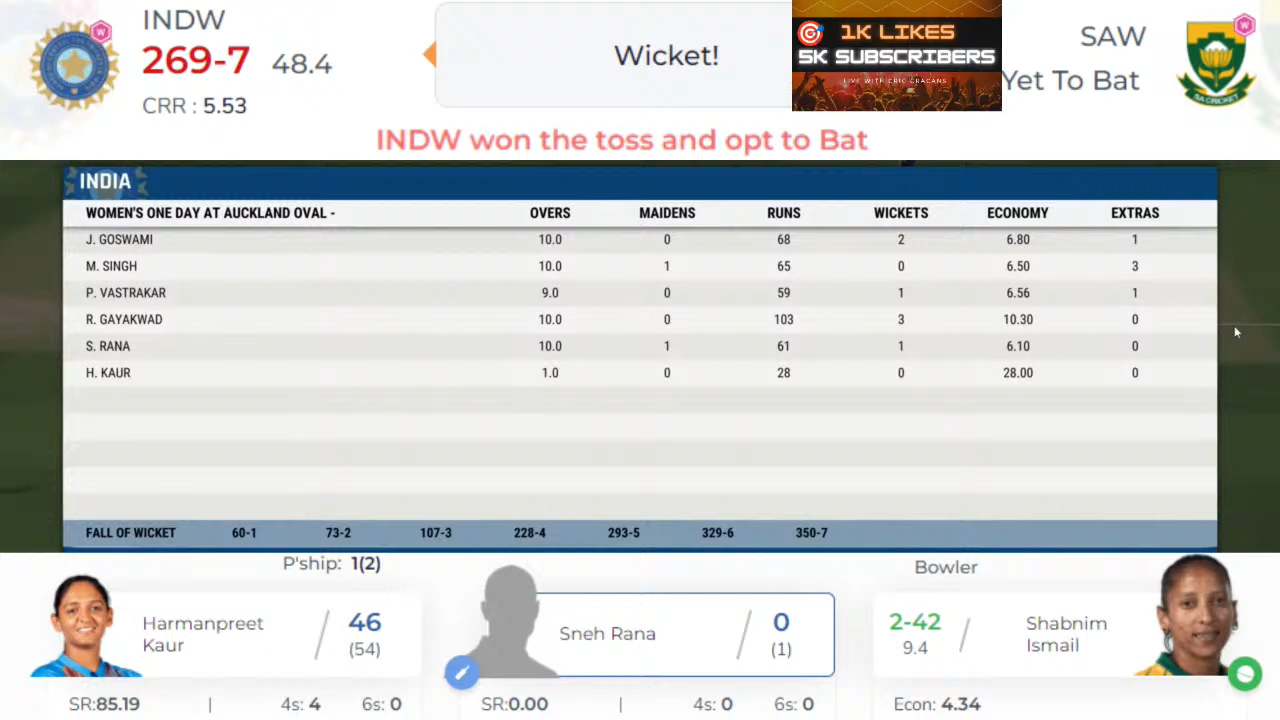 INDW
269-7 48.4
CRR : 5.53
Wicket!
1K LIKES
5K SUBSCRIBERS
LIVE WITH CRIC CRACANS
SAW
Yet To Bat
SA CRICKET
INDW won the toss and opt to Bat
INDIA
WOMEN'S ONE DAY AT AUCKLAND OVAL - OVERS MAIDENS RUNS WICKETS ECONOMY EXTRAS
J. GOSWAMI 10.0 0 68 2 6.80 1
M. SINGH 10.0 1 65 0 6.50 3
P. VASTRAKAR 9.0 0 59 1 6.56 1
R. GAYAKWAD 10.0 0 103 3 10.30 0
S. RANA 10.0 1 61 1 6.10 0
H. KAUR 1.0 0 28 0 28.00 0
FALL OF WICKET 60-1 73-2 107-3 228-4 293-5 329-6 350-7
P'ship: 1(2)
Harmanpreet Kaur 46 (54)
SR:85.19 | 4s: 4 6s: 0
Sneh Rana 0 (1)
SR:0.00 | 4s: 0 6s: 0
Bowler
2-42 9.4 Shabnim Ismail
Econ: 4.34